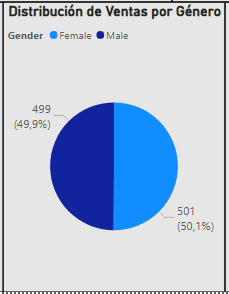 Distribución de Ventas por Género
Gender Female Male
499
(49,9%)
501
(50,1%)